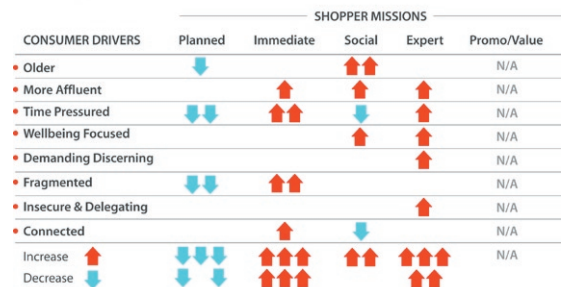 SHOPPER MISSIONS
CONSUMER DRIVERS Planned Immediate Social Expert Promo/Value
Older N/A
More Affluent N/A
Time Pressured N/A
Wellbeing Focused N/A
Demanding Discerning N/A
Fragmented N/A
Insecure & Delegating N/A
Connected N/A
Increase N/A
Decrease